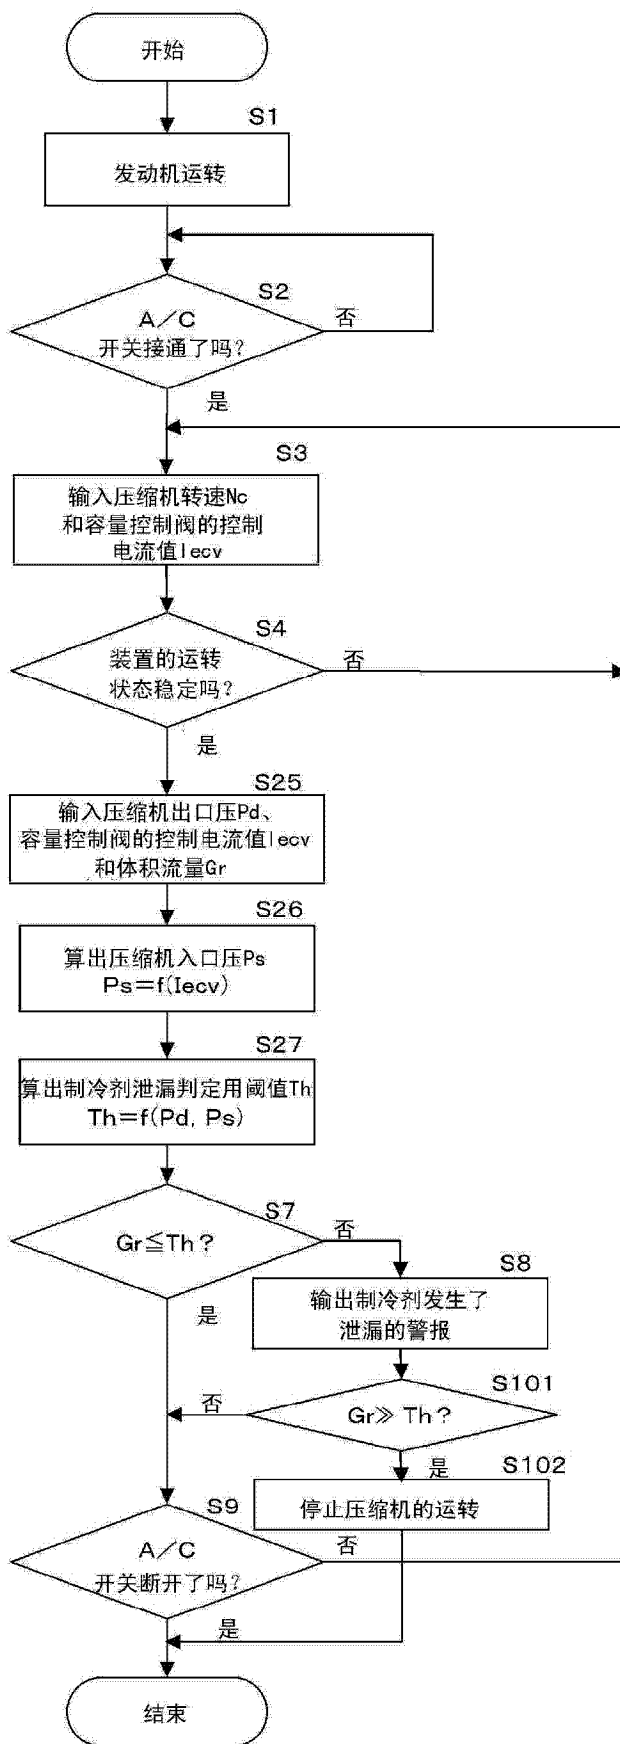 开始
S1
发动机运转
S2
A/C
开关接通了吗？
否
是
S3
输入压缩机转速Nc
和容量控制阀的控制
电流值Iecv
S4
装置的运转
状态稳定吗？
否
是
S25
输入压缩机出口压Pd、
容量控制阀的控制电流值Iecv
和体积流量Gr
S26
算出压缩机入口压Ps
Ps=f(Iecv)
S27
算出制冷剂泄漏判定用阈值Th
Th=f(Pd, Ps)
S7
Gr≦Th？
否
是
S8
输出制冷剂发生了
泄漏的警报
S101
Gr≫Th？
否
是
S102
停止压缩机的运转
S9
A/C
开关断开了吗？
否
是
结束